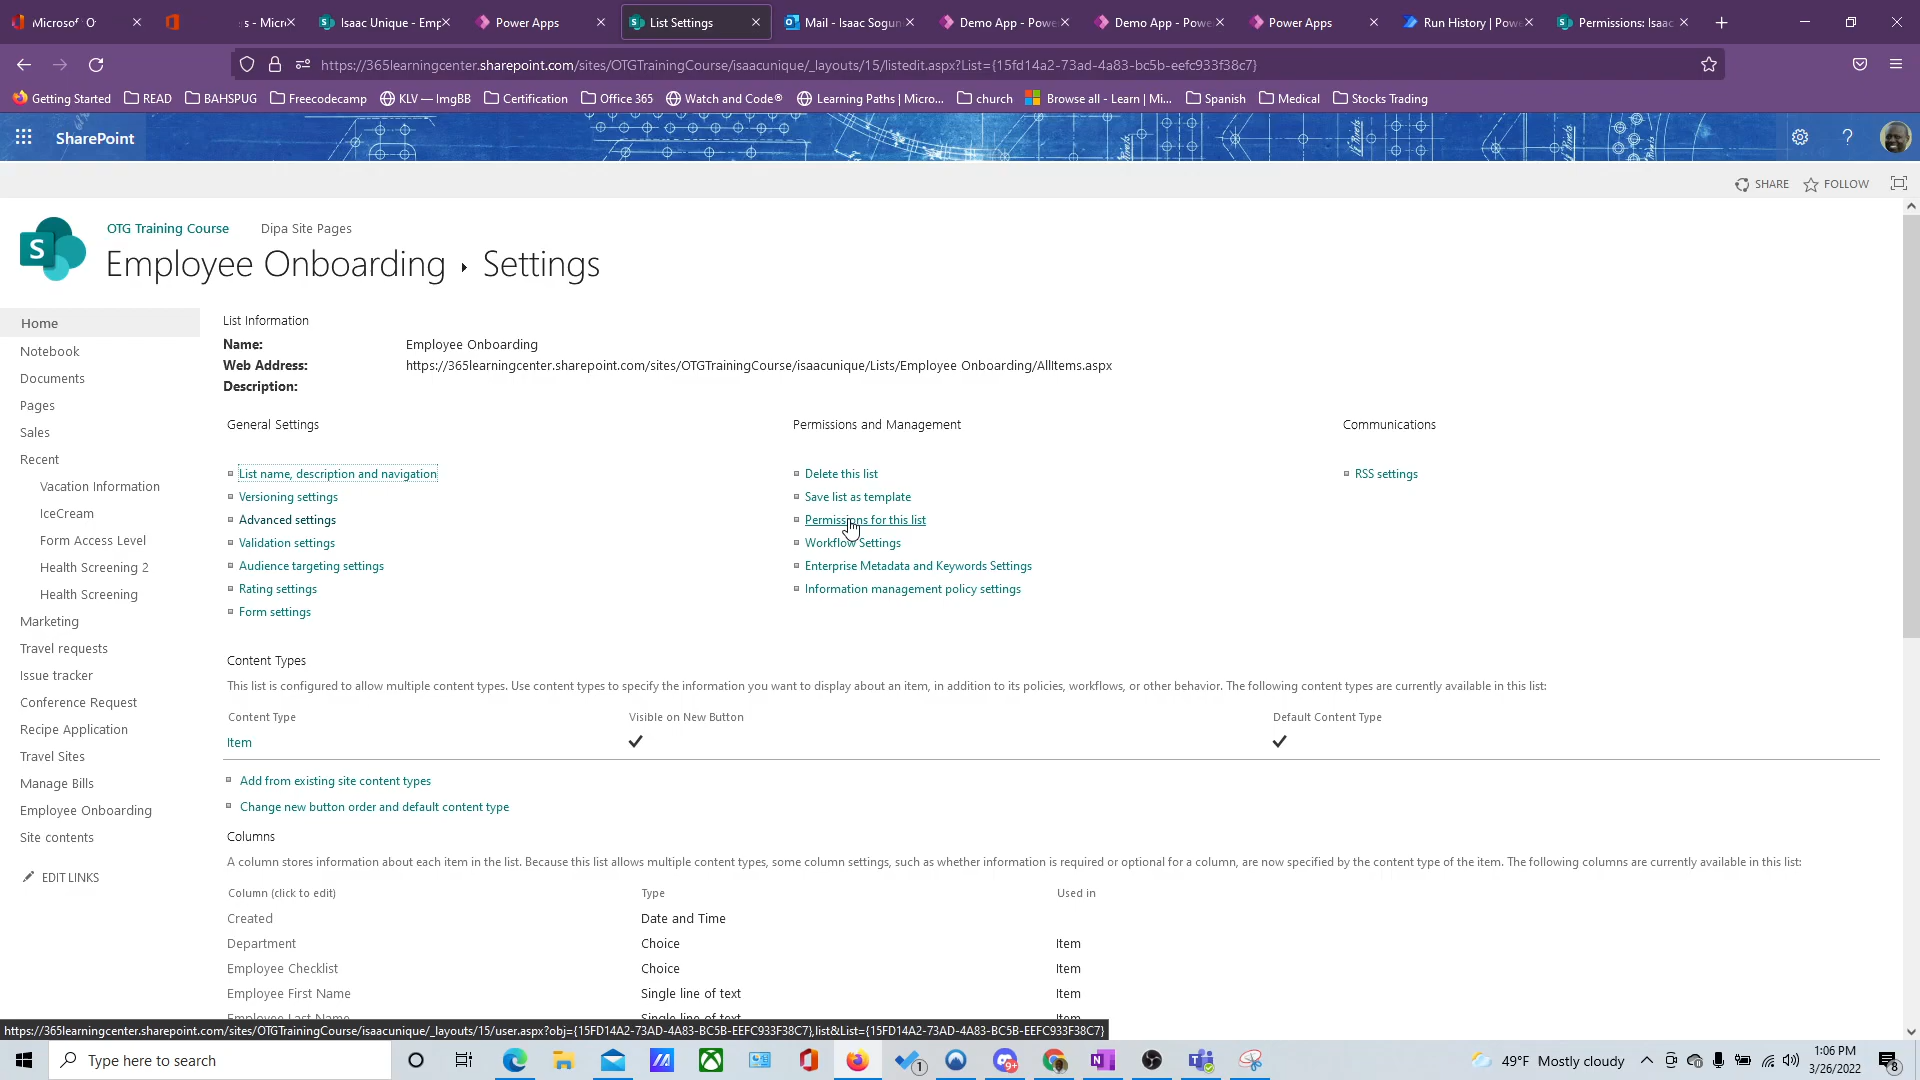 Microsof O
s - Micr
Isaac Unique - Emp
Power Apps
List Settings
Mail - Isaac Sogun
Demo App - Powe
Demo App - Powe
Power Apps
Run History | Powe
Permissions: Isaac
https://365learningcenter.sharepoint.com/sites/OTGTrainingCourse/isaacunique/_layouts/15/listedit.aspx?List={15fd14a2-73ad-4a83-bc5b-eefc933f38c7}
Getting Started READ BAHSPUG Freecodecamp KLV — ImgBB Certification Office 365 Watch and Code® Learning Paths | Micro... church Browse all - Learn | Mi... Spanish Medical Stocks Trading
SharePoint
SHARE FOLLOW
OTG Training Course Dipa Site Pages
Employee Onboarding ▸ Settings
Home
Notebook
Documents
Pages
Sales
Recent
Vacation Information
IceCream
Form Access Level
Health Screening 2
Health Screening
Marketing
Travel requests
Issue tracker
Conference Request
Recipe Application
Travel Sites
Manage Bills
Employee Onboarding
Site contents
EDIT LINKS
List Information
Name: Employee Onboarding
Web Address: https://365learningcenter.sharepoint.com/sites/OTGTrainingCourse/isaacunique/Lists/Employee Onboarding/AllItems.aspx
Description:
General Settings
List name, description and navigation
Versioning settings
Advanced settings
Validation settings
Audience targeting settings
Rating settings
Form settings
Permissions and Management
Delete this list
Save list as template
Permissions for this list
Workflow Settings
Enterprise Metadata and Keywords Settings
Information management policy settings
Communications
RSS settings
Content Types
This list is configured to allow multiple content types. Use content types to specify the information you want to display about an item, in addition to its policies, workflows, or other behavior. The following content types are currently available in this list:
Content Type Visible on New Button Default Content Type
Item
Add from existing site content types
Change new button order and default content type
Columns
A column stores information about each item in the list. Because this list allows multiple content types, some column settings, such as whether information is required or optional for a column, are now specified by the content type of the item. The following columns are currently available in this list:
Column (click to edit) Type Used in
Created Date and Time
Department Choice Item
Employee Checklist Choice Item
Employee First Name Single line of text Item
Employee Last Name Single line of text Item
https://365learningcenter.sharepoint.com/sites/OTGTrainingCourse/isaacunique/_layouts/15/user.aspx?obj={15FD14A2-73AD-4A83-BC5B-EEFC933F38C7},list&List={15FD14A2-73AD-4A83-BC5B-EEFC933F38C7}
Type here to search
1
9+
49°F Mostly cloudy
1:06 PM
3/26/2022
8